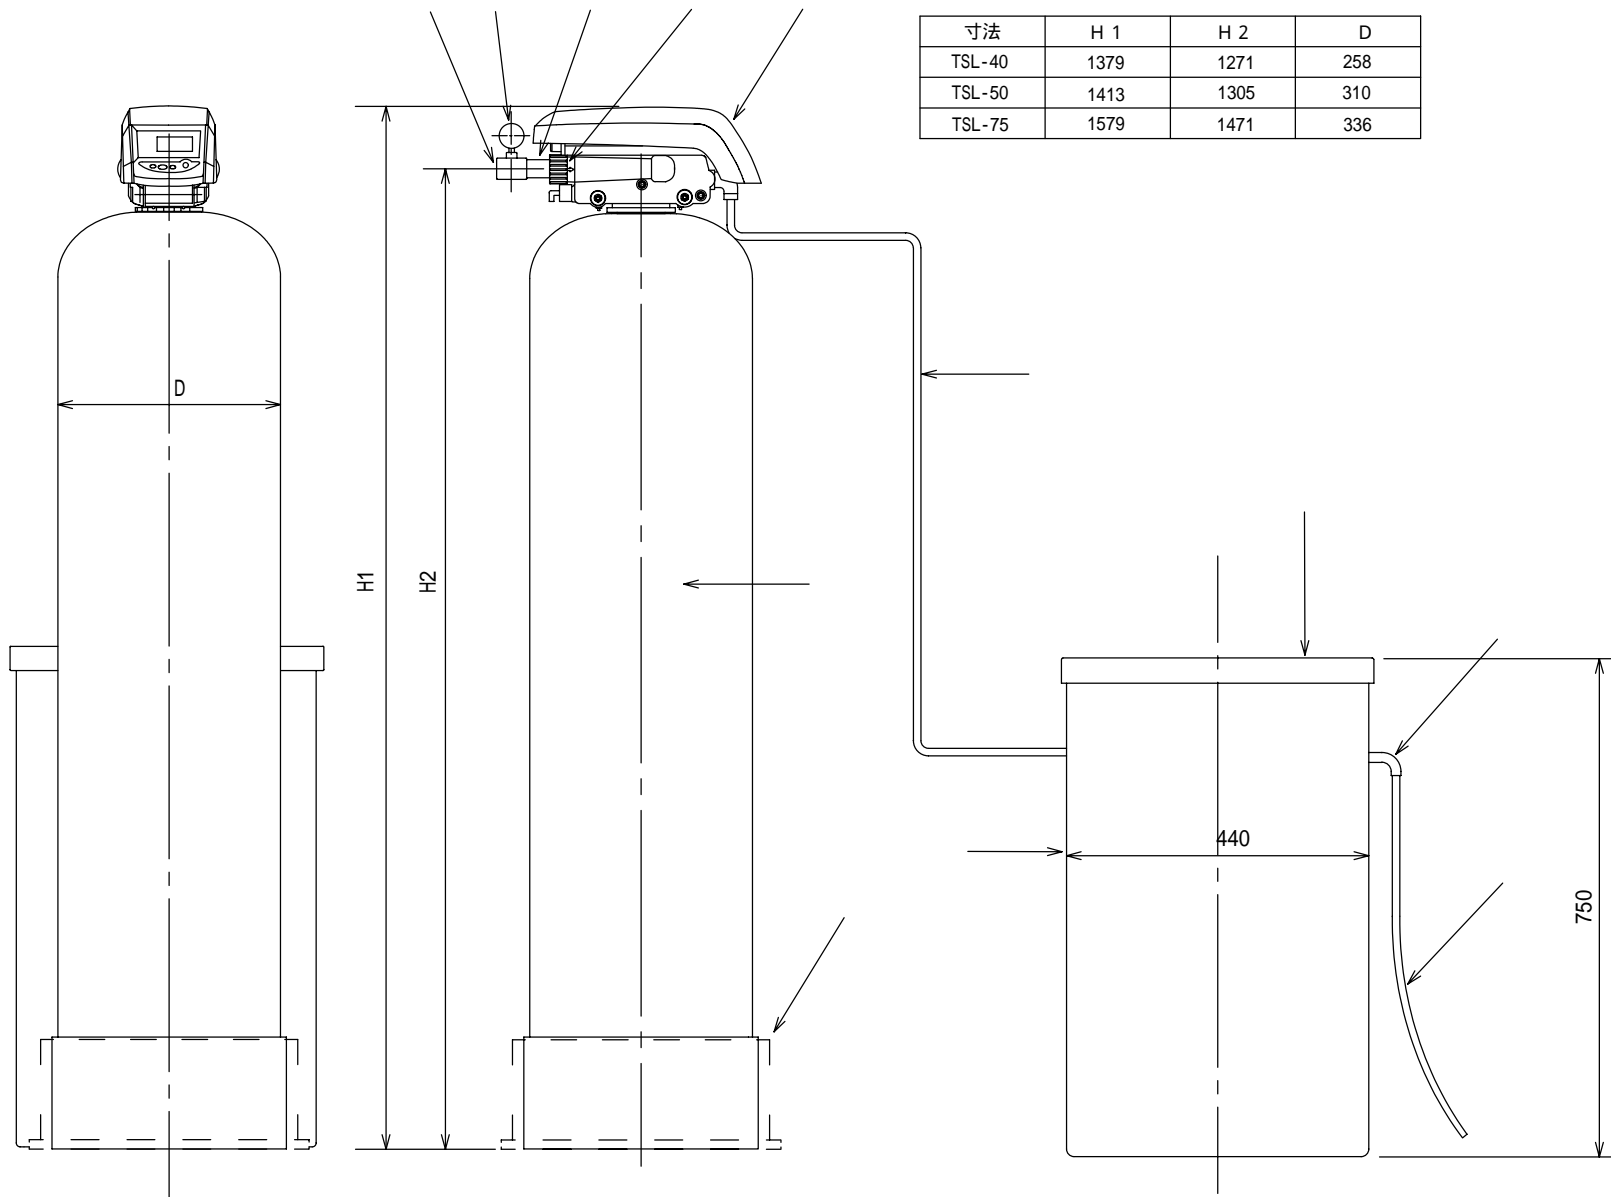 寸法 H 1 H 2 D
TSL-40 1379 1271 258
TSL-50 1413 1305 310
TSL-75 1579 1471 336
D
H1
H2
440
750